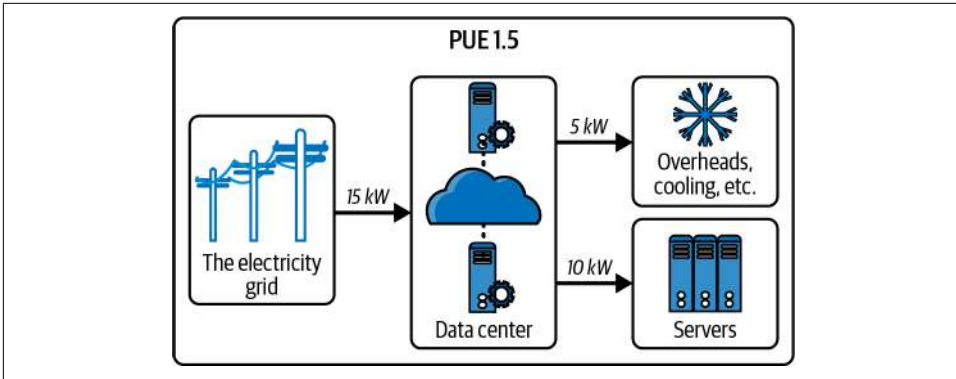 PUE 1.5
The electricity
grid
15 kW
Data center
5 kW
Overheads,
cooling, etc.
10 kW
Servers